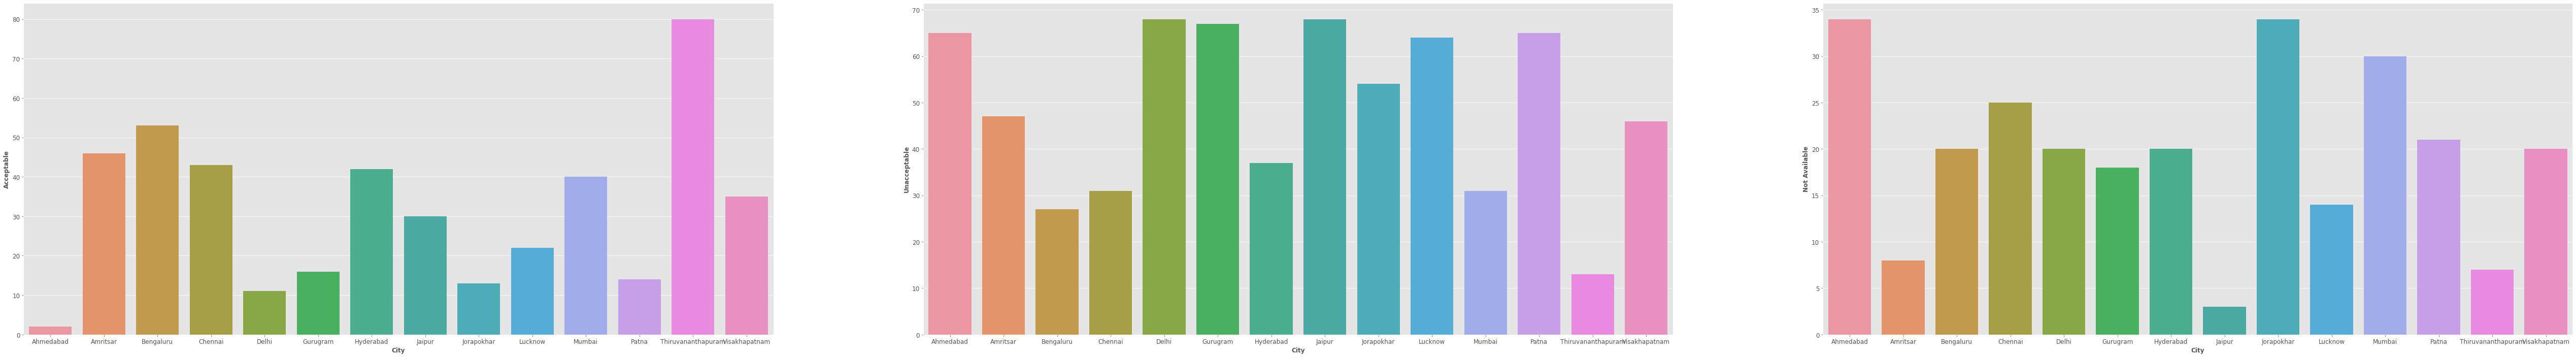 Acceptable
80
70
60
50
40
30
20
10
0
Ahmedabad Amritsar Bengaluru Chennai Delhi Gurugram Hyderabad Jaipur Jorapokhar Lucknow Mumbai Patna Thiruvananthapuram Visakhapatnam
City
Unacceptable
70
60
50
40
30
20
10
0
Ahmedabad Amritsar Bengaluru Chennai Delhi Gurugram Hyderabad Jaipur Jorapokhar Lucknow Mumbai Patna Thiruvananthapuram Visakhapatnam
City
Not Available
35
30
25
20
15
10
5
0
Ahmedabad Amritsar Bengaluru Chennai Delhi Gurugram Hyderabad Jaipur Jorapokhar Lucknow Mumbai Patna Thiruvananthapuram Visakhapatnam
City